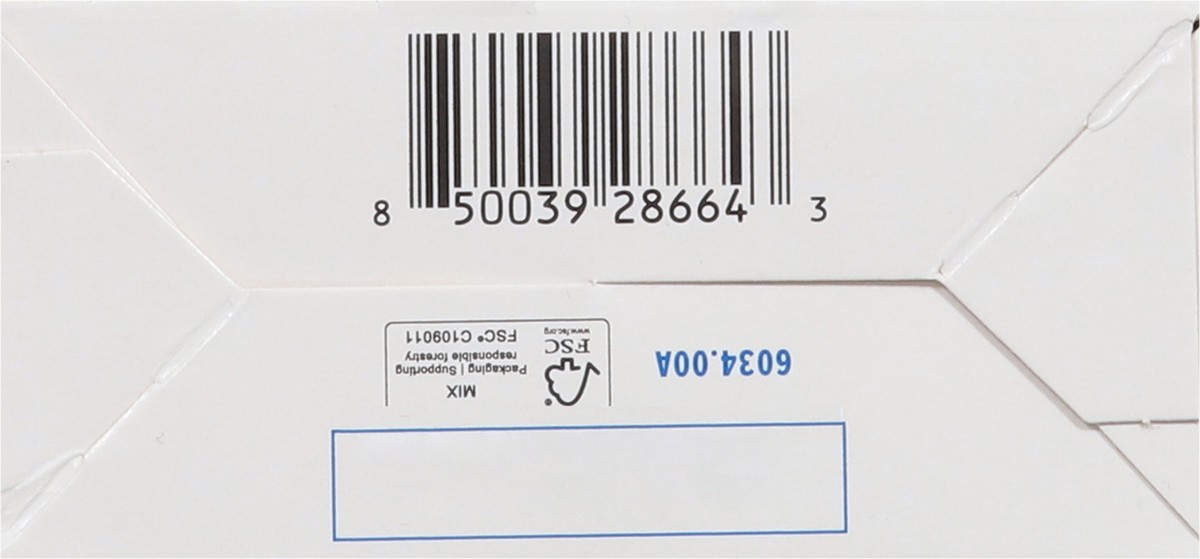 8 50039 28664 3
6034.00A
MIX
Packaging | Supporting
responsible forestry
FSC® C109011
FSC
www.fsc.org